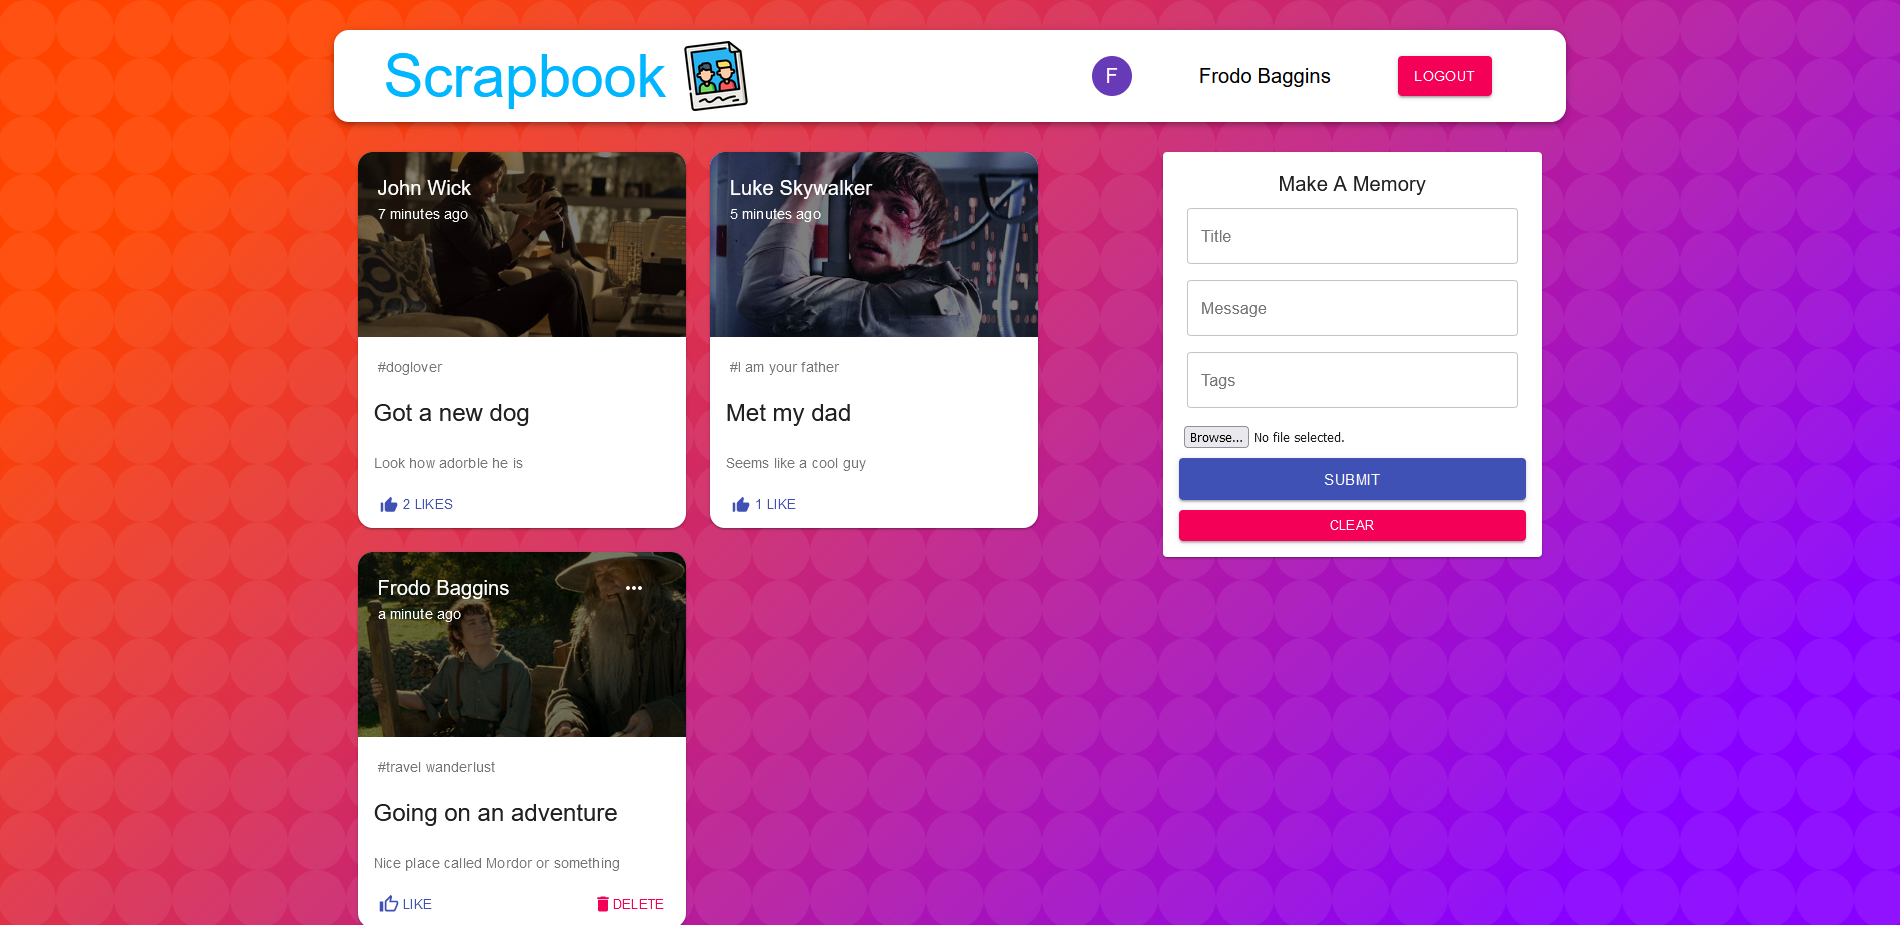 Scrapbook
F
Frodo Baggins
LOGOUT
John Wick
7 minutes ago
#doglover
Got a new dog
Look how adorble he is
2 LIKES
Luke Skywalker
5 minutes ago
#I am your father
Met my dad
Seems like a cool guy
1 LIKE
Frodo Baggins
a minute ago
#travel wanderlust
Going on an adventure
Nice place called Mordor or something
LIKE
DELETE
Make A Memory
Title
Message
Tags
Browse... No file selected.
SUBMIT
CLEAR